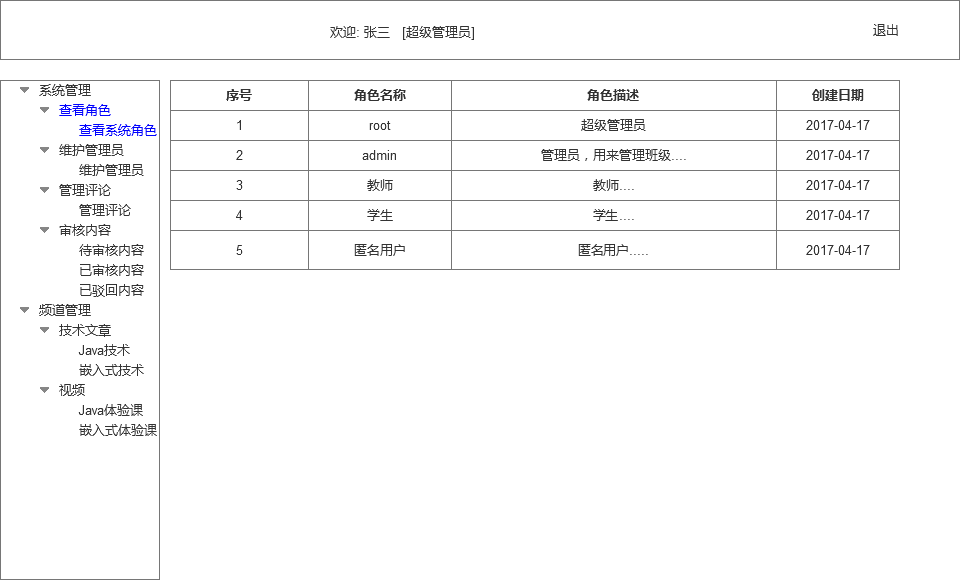 欢迎: 张三 [超级管理员]
退出
系统管理
查看角色
查看系统角色
维护管理员
维护管理员
管理评论
管理评论
审核内容
待审核内容
已审核内容
已驳回内容
频道管理
技术文章
Java技术
嵌入式技术
视频
Java体验课
嵌入式体验课
序号 角色名称 角色描述 创建日期
1 root 超级管理员 2017-04-17
2 admin 管理员，用来管理班级.... 2017-04-17
3 教师 教师.... 2017-04-17
4 学生 学生.... 2017-04-17
5 匿名用户 匿名用户..... 2017-04-17